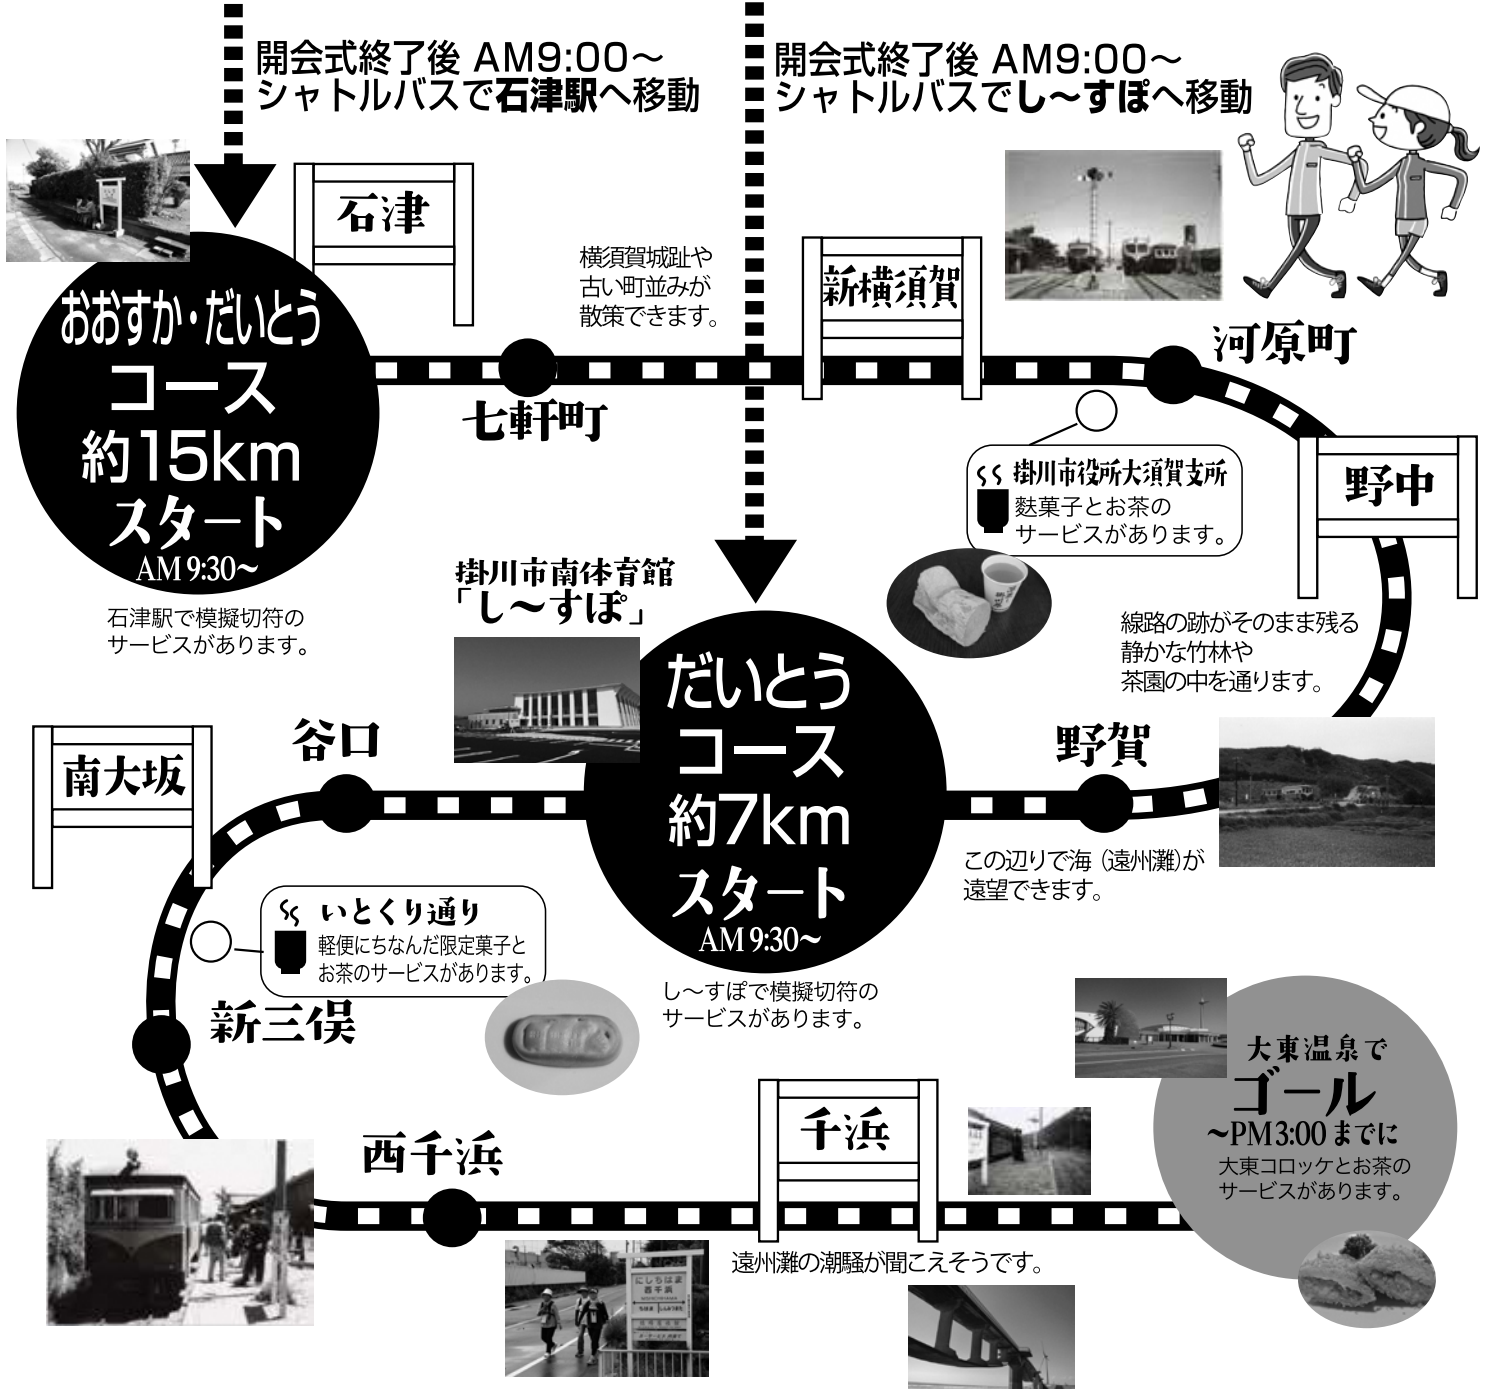 開会式終了後 AM9:00～
シャトルバスで石津駅へ移動
開会式終了後 AM9:00～
シャトルバスでし～すぽへ移動
石津
おおすか・だいとう
コース
約15km
スタート
AM 9:30～
石津駅で模擬切符の
サービスがあります。
七軒町
横須賀城趾や
古い町並みが
散策できます。
新横須賀
河原町
掛川市役所大須賀支所
麩菓子とお茶の
サービスがあります。
野中
線路の跡がそのまま残る
静かな竹林や
茶園の中を通ります。
野賀
この辺りで海（遠州灘）が
遠望できます。
掛川市南体育館
「し～すぽ」
だいとう
コース
約7km
スタート
AM 9:30～
し～すぽで模擬切符の
サービスがあります。
谷口
南大坂
いとくり通り
軽便にちなんだ限定菓子と
お茶のサービスがあります。
新三俣
西千浜
にしちはま
西千浜
千浜
遠州灘の潮騒が聞こえそうです。
大東温泉で
ゴール
～PM3:00 までに
大東コロッケとお茶の
サービスがあります。